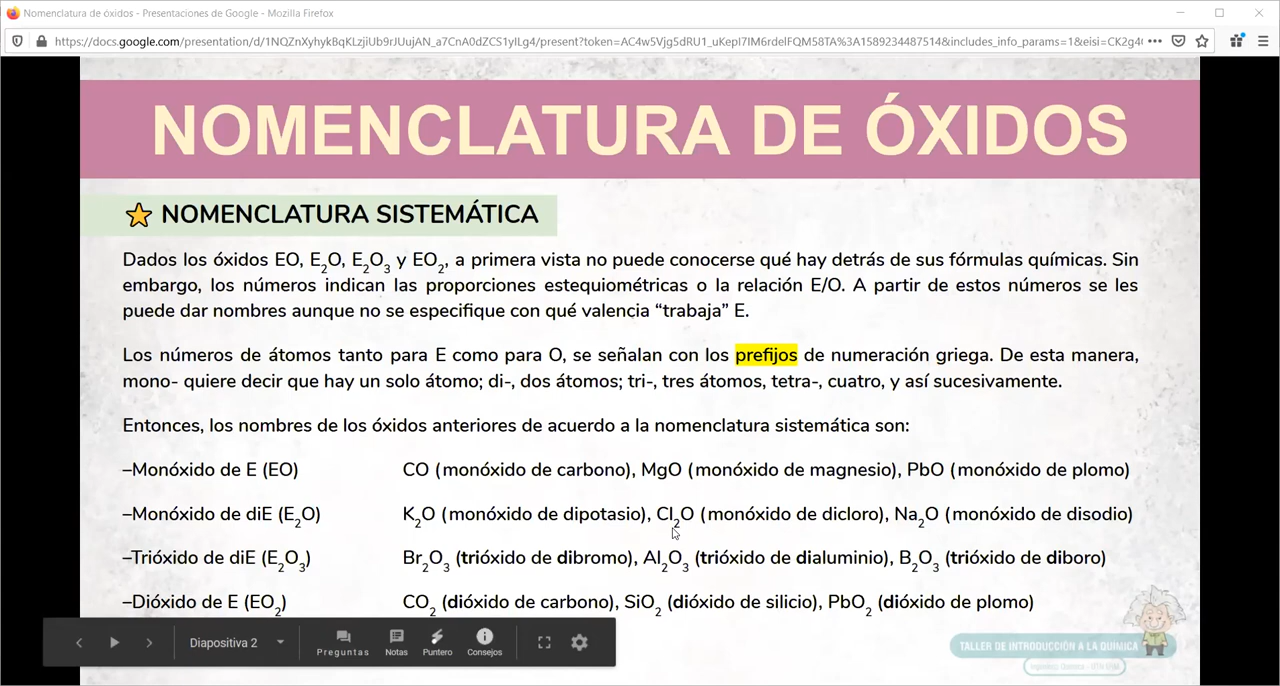 Nomenclatura de óxidos - Presentaciones de Google - Mozilla Firefox
https://docs.google.com/presentation/d/1NQZnXyhykBqKLzjiUb9rJUujAN_a7CnA0dZCS1yILg4/present?token=AC4w5Vjg5dRU1_uKepI7IM6rdelFQM58TA%3A1589234487514&includes_info_params=1&eisi=CK2g4
NOMENCLATURA DE ÓXIDOS
NOMENCLATURA SISTEMÁTICA
Dados los óxidos EO, E₂O, E₂O₃ y EO₂, a primera vista no puede conocerse qué hay detrás de sus fórmulas químicas. Sin
embargo, los números indican las proporciones estequiométricas o la relación E/O. A partir de estos números se les
puede dar nombres aunque no se especifique con qué valencia “trabaja” E.
Los números de átomos tanto para E como para O, se señalan con los prefijos de numeración griega. De esta manera,
mono- quiere decir que hay un solo átomo; di-, dos átomos; tri-, tres átomos, tetra-, cuatro, y así sucesivamente.
Entonces, los nombres de los óxidos anteriores de acuerdo a la nomenclatura sistemática son:
–Monóxido de E (EO) CO (monóxido de carbono), MgO (monóxido de magnesio), PbO (monóxido de plomo)
–Monóxido de diE (E₂O) K₂O (monóxido de dipotasio), Cl₂O (monóxido de dicloro), Na₂O (monóxido de disodio)
–Trióxido de diE (E₂O₃) Br₂O₃ (trióxido de dibromo), Al₂O₃ (trióxido de dialuminio), B₂O₃ (trióxido de diboro)
–Dióxido de E (EO₂) CO₂ (dióxido de carbono), SiO₂ (dióxido de silicio), PbO₂ (dióxido de plomo)
Diapositiva 2
Preguntas
Notas
Puntero
Consejos
TALLER DE INTRODUCCIÓN A LA QUÍMICA
Ingeniería Química